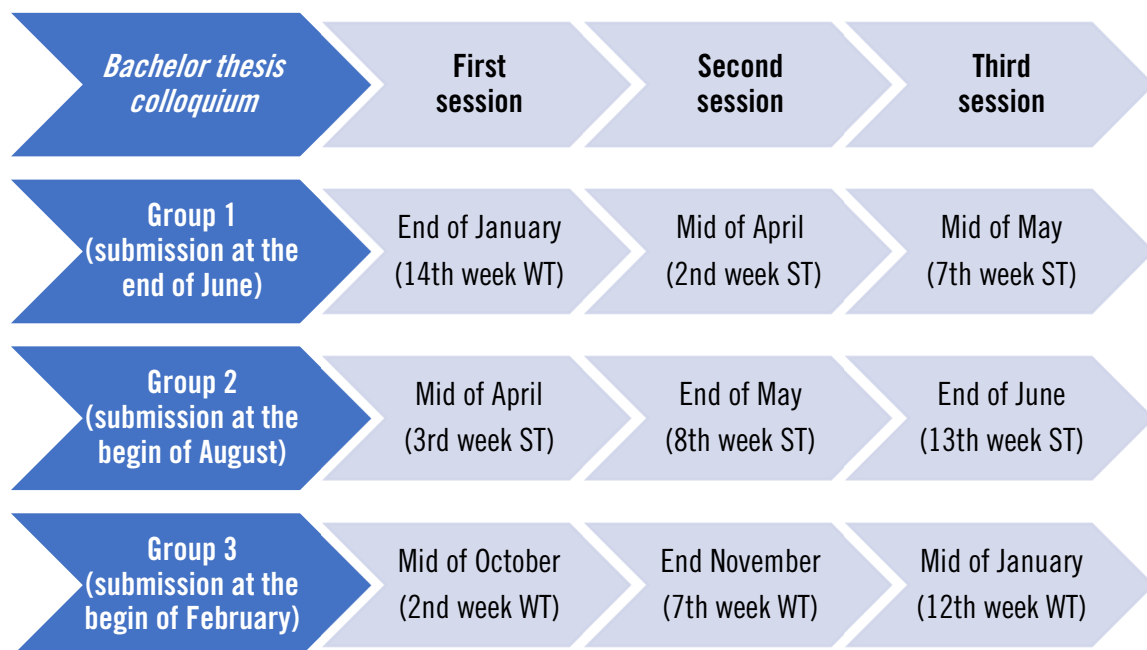 Bachelor thesis
colloquium
First
session
Second
session
Third
session
Group 1
(submission at the
end of June)
End of January
(14th week WT)
Mid of April
(2nd week ST)
Mid of May
(7th week ST)
Group 2
(submission at the
begin of August)
Mid of April
(3rd week ST)
End of May
(8th week ST)
End of June
(13th week ST)
Group 3
(submission at the
begin of February)
Mid of October
(2nd week WT)
End November
(7th week WT)
Mid of January
(12th week WT)